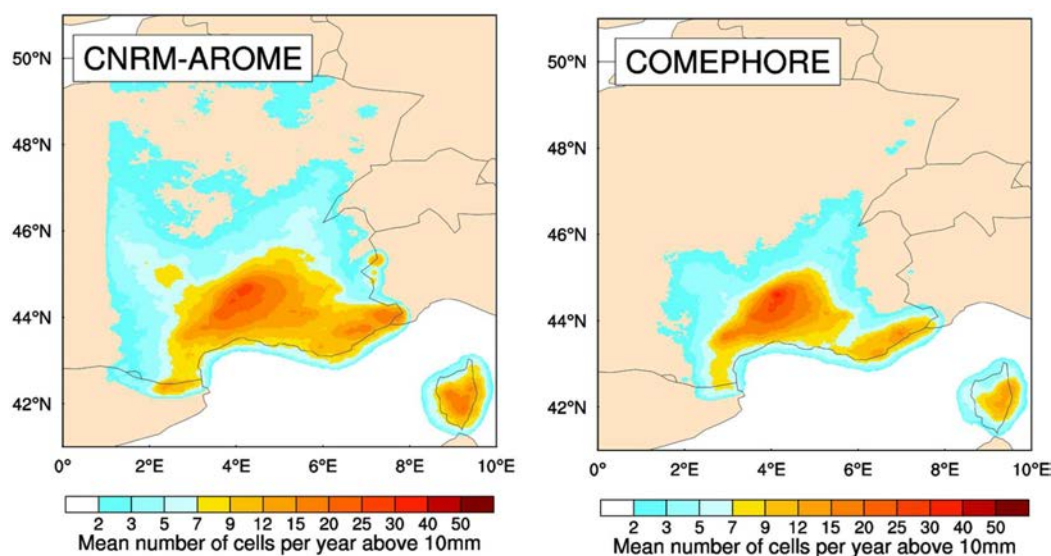 CNRM-AROME
50°N
48°N
46°N
44°N
42°N
0° 2°E 4°E 6°E 8°E 10°E
2 3 5 7 9 12 15 20 25 30 40 50
Mean number of cells per year above 10mm
COMEPHORE
50°N
48°N
46°N
44°N
42°N
0° 2°E 4°E 6°E 8°E 10°E
2 3 5 7 9 12 15 20 25 30 40 50
Mean number of cells per year above 10mm